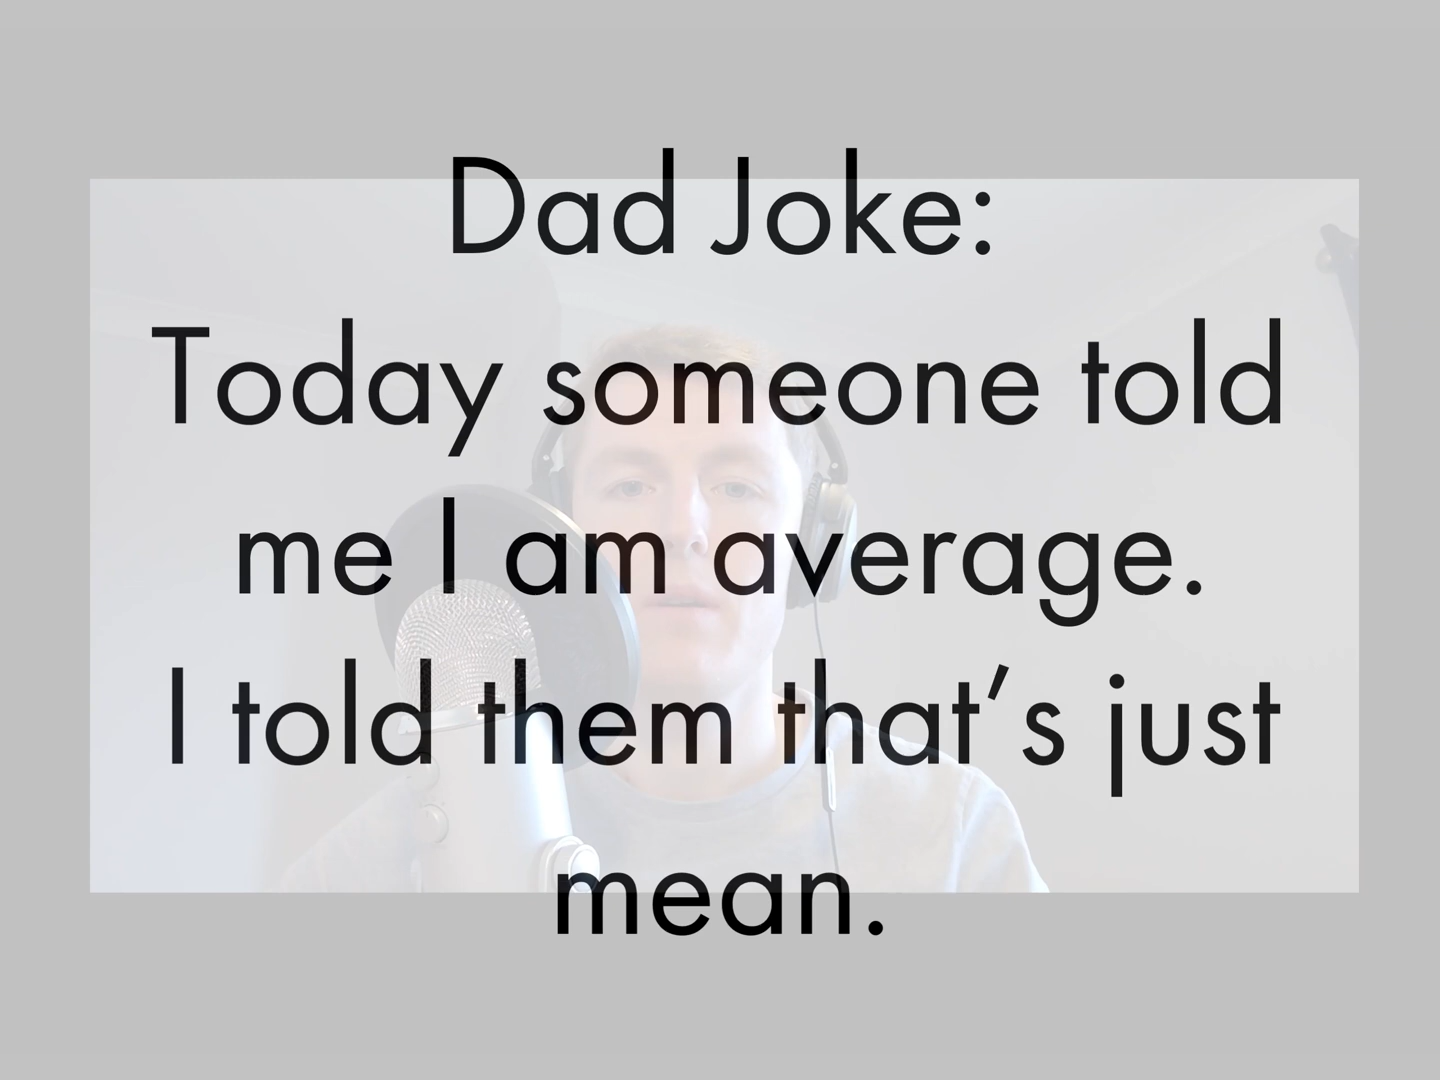 Dad Joke:
Today someone told
me I am average.
I told them that’s just
mean.